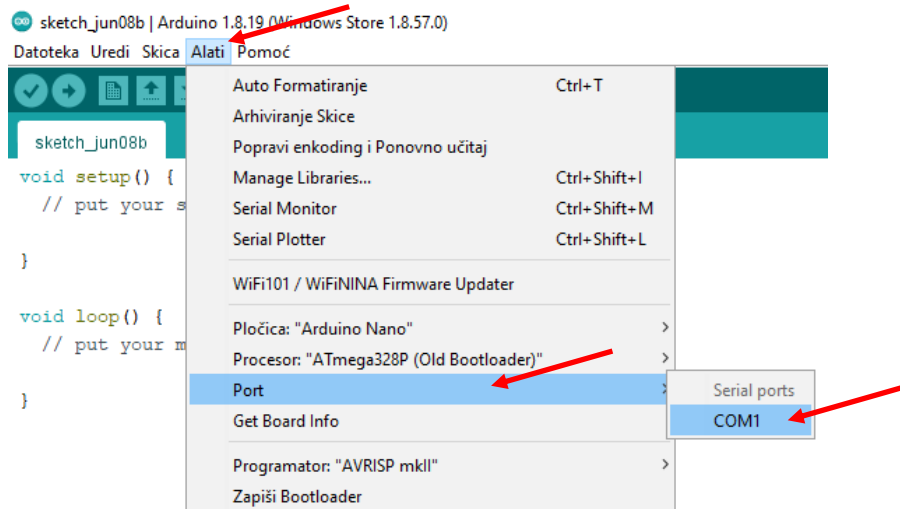 sketch_jun08b | Arduino 1.8.19 (Windows Store 1.8.57.0)
Datoteka Uredi Skica Alati Pomoć
sketch_jun08b
void setup() {
// put your s
}
void loop() {
// put your m
}
Auto Formatiranje Ctrl+T
Arhiviranje Skice
Popravi enkoding i Ponovno učitaj
Manage Libraries... Ctrl+Shift+I
Serial Monitor Ctrl+Shift+M
Serial Plotter Ctrl+Shift+L
WiFi101 / WiFiNINA Firmware Updater
Pločica: "Arduino Nano"
Procesor: "ATmega328P (Old Bootloader)"
Port
Get Board Info
Programator: "AVRISP mkII"
Zapiši Bootloader
Serial ports
COM1